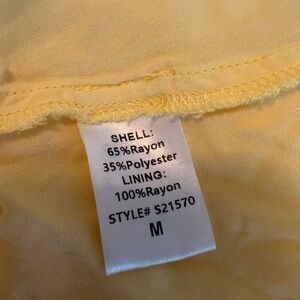 SHELL:
65%Rayon
35%Polyester
LINING:
100%Rayon
STYLE# S21570
M